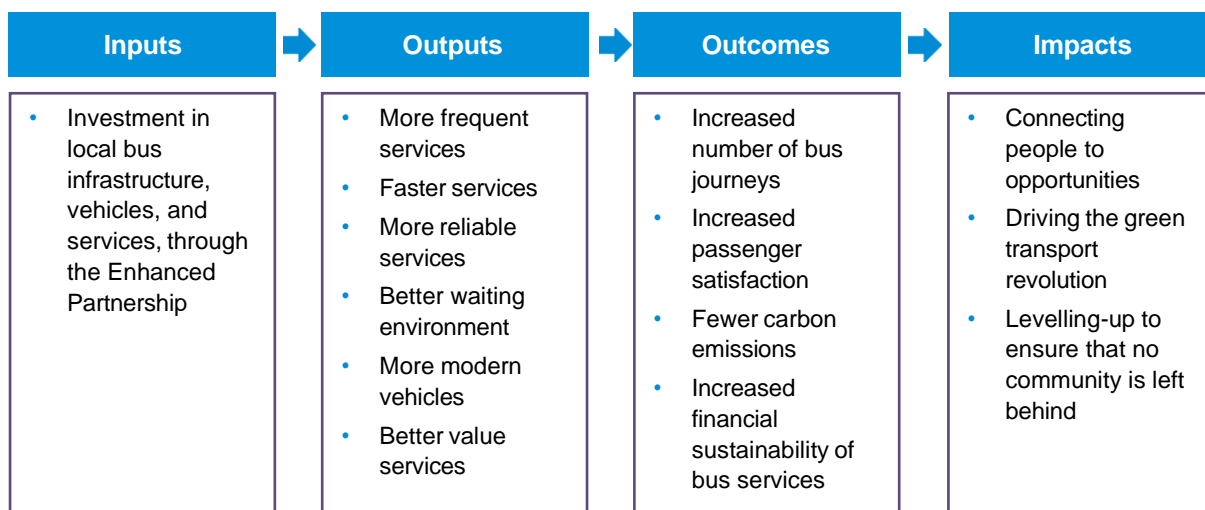 Inputs
Outputs
Outcomes
Impacts
• Investment in
local bus
infrastructure,
vehicles, and
services, through
the Enhanced
Partnership
• More frequent
services
• Faster services
• More reliable
services
• Better waiting
environment
• More modern
vehicles
• Better value
services
• Increased
number of bus
journeys
• Increased
passenger
satisfaction
• Fewer carbon
emissions
• Increased
financial
sustainability of
bus services
• Connecting
people to
opportunities
• Driving the green
transport
revolution
• Levelling-up to
ensure that no
community is left
behind